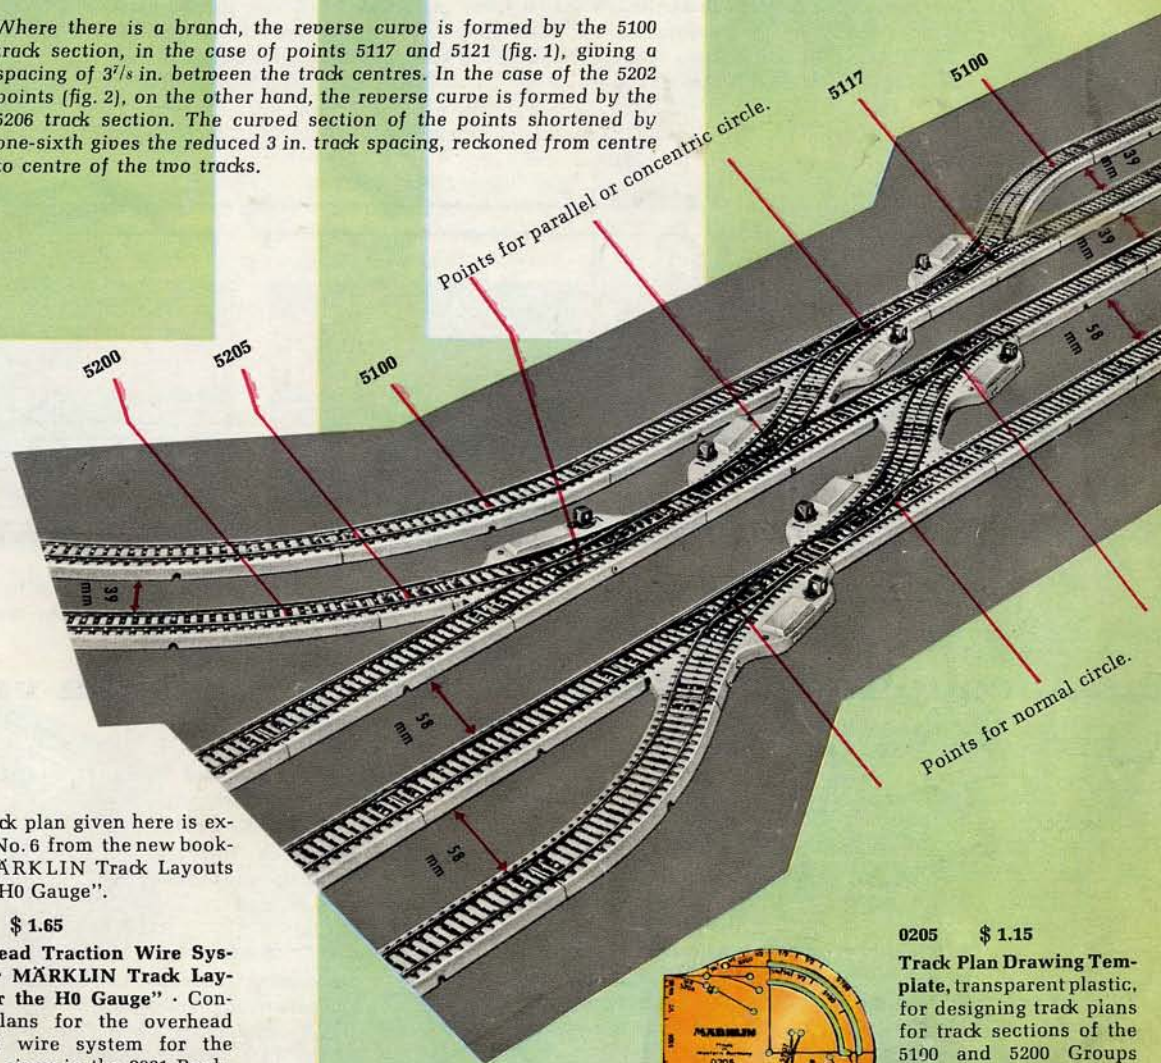 Where there is a branch, the reverse curve is formed by the 5100
track section, in the case of points 5117 and 5121 (fig. 1), giving a
spacing of 3⁷/₈ in. between the track centres. In the case of the 5202
points (fig. 2), on the other hand, the reverse curve is formed by the
5206 track section. The curved section of the points shortened by
one-sixth gives the reduced 3 in. track spacing, reckoned from centre
to centre of the two tracks.
5100
5117
Points for parallel or concentric circle.
39 mm
39 mm
58 mm
5200
5205
5100
39 mm
58 mm
58 mm
Points for normal circle.
ck plan given here is ex-
No. 6 from the new book-
ÄRKLIN Track Layouts
H0 Gauge”.
$ 1.65
ead Traction Wire Sys-
r MÄRKLIN Track Lay-
r the H0 Gauge” · Con-
lans for the overhead
wire system for the
MÄRKLIN
0205
0205 $ 1.15
Track Plan Drawing Tem-
plate, transparent plastic,
for designing track plans
for track sections of the
5100 and 5200 Groups